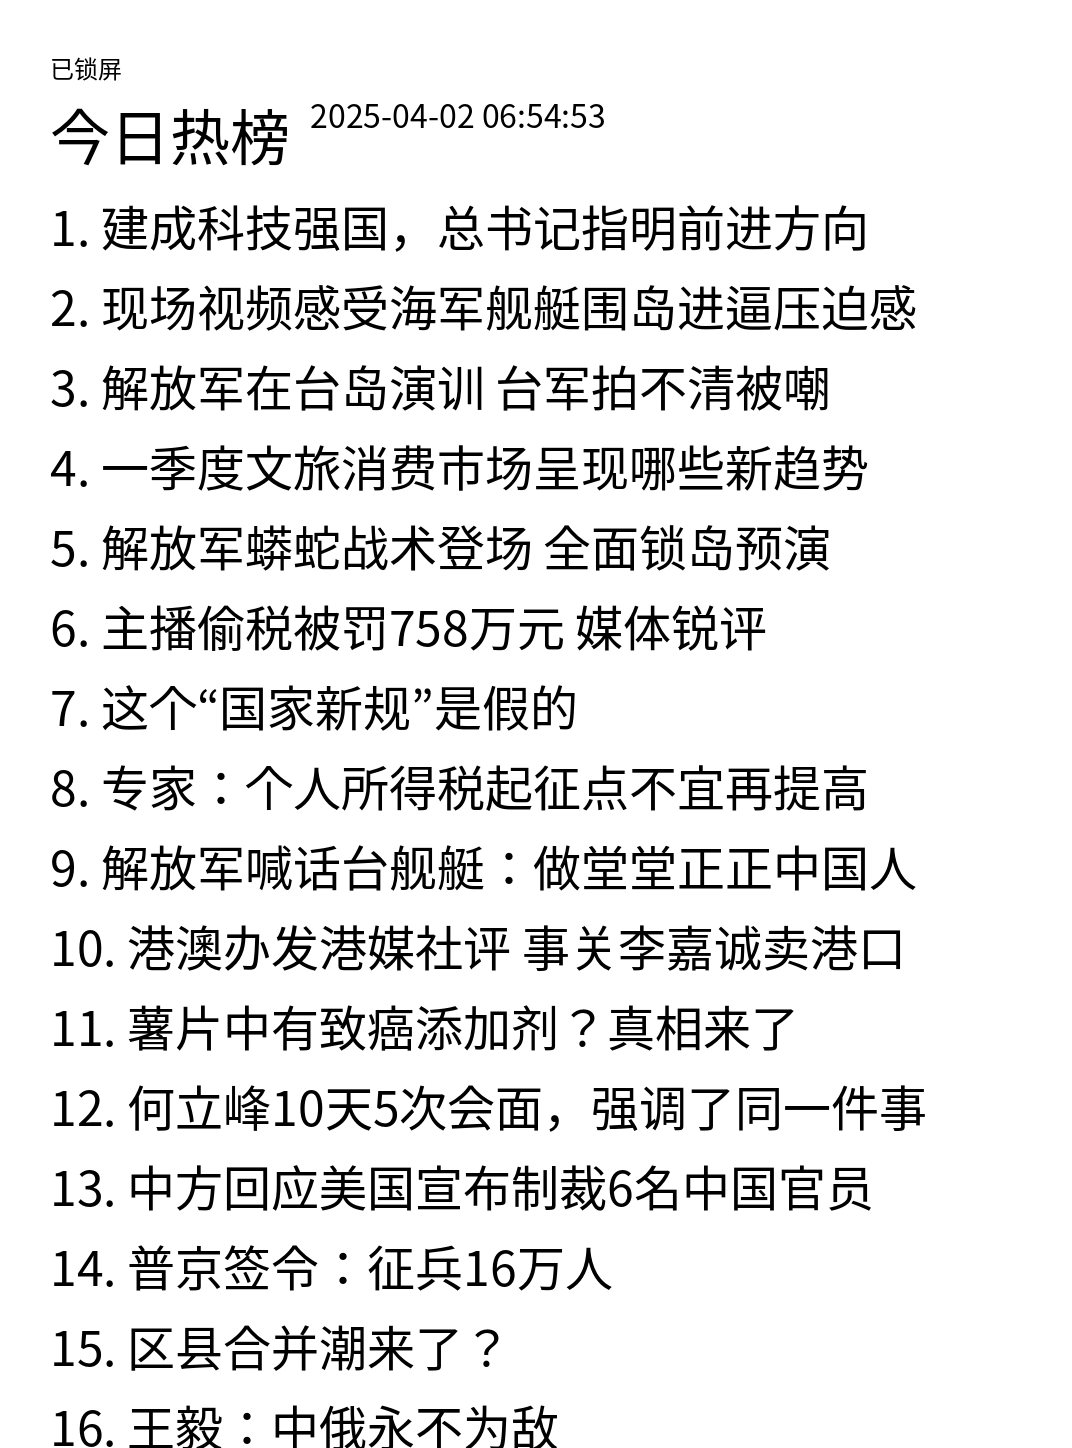 已锁屏
今日热榜 2025-04-02 06:54:53
1. 建成科技强国，总书记指明前进方向
2. 现场视频感受海军舰艇围岛进逼压迫感
3. 解放军在台岛演训 台军拍不清被嘲
4. 一季度文旅消费市场呈现哪些新趋势
5. 解放军蟒蛇战术登场 全面锁岛预演
6. 主播偷税被罚758万元 媒体锐评
7. 这个“国家新规”是假的
8. 专家：个人所得税起征点不宜再提高
9. 解放军喊话台舰艇：做堂堂正正中国人
10. 港澳办发港媒社评 事关李嘉诚卖港口
11. 薯片中有致癌添加剂？真相来了
12. 何立峰10天5次会面，强调了同一件事
13. 中方回应美国宣布制裁6名中国官员
14. 普京签令：征兵16万人
15. 区县合并潮来了？
16. 王毅：中俄永不为敌